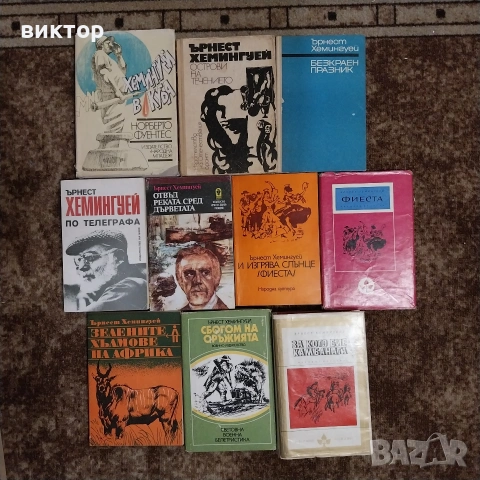 виктор
ХЕМИНГУЕЙ
В КУБА
НОРБЕРТО
ФУЕНТЕС
ЪРНЕСТ
ХЕМИНГУЕЙ
ОСТРОВИ
НА
ТЕЧЕНИЕТО
Ърнест
Хемингуей
БЕЗКРАЕН
ПРАЗНИК
ЪРНЕСТ
ХЕМИНГУЕЙ
ПО ТЕЛЕГРАФА
Ърнест Хемингуей
ОТВЪД
РЕКАТА СРЕД
ДЪРВЕТАТА
Ърнест Хемингуей
И ИЗГРЯВА СЛЪНЦЕ
/ФИЕСТА/
Народна култура
ФИЕСТА
Ърнест Хемингуей
ЗЕЛЕНИТЕ
ХЪЛМОВЕ
НА АФРИКА
ЪРНЕСТ ХЕМИНГУЕЙ
СБОГОМ НА
ОРЪЖИЯТА
СВЕТОВНА
ВОЕННА
БЕЛЕТРИСТИКА
ЗА КОГО БИЕ
КАМБАНАТА
BAZAR